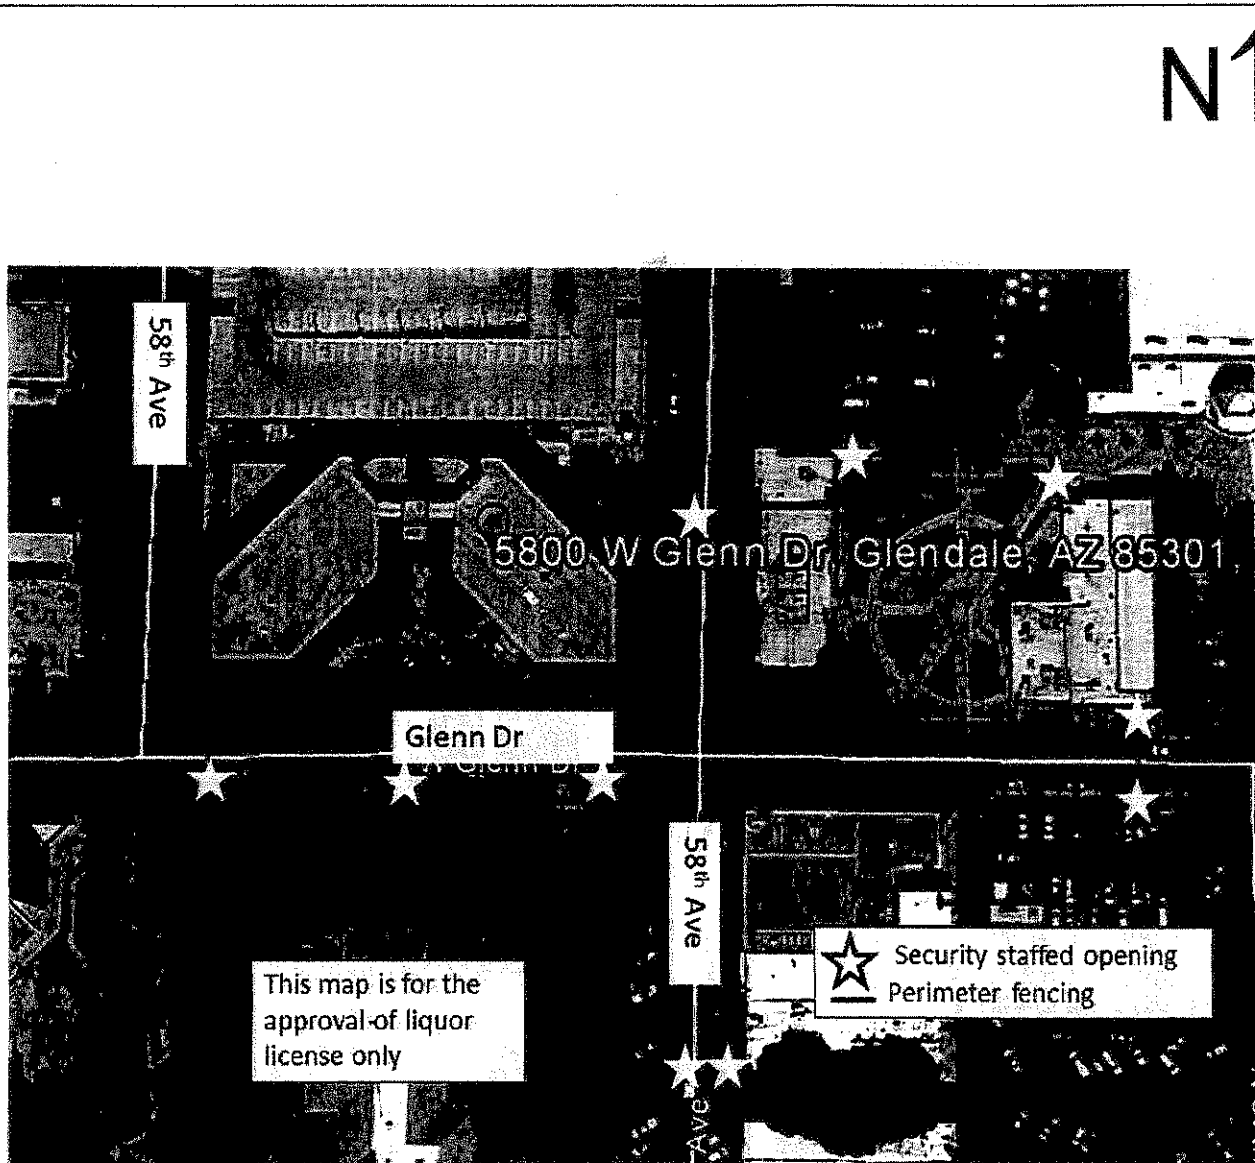 N
58th Ave
5800 W Glenn Dr, Glendale, AZ 85301,
Glenn Dr
W Glenn Dr
58th Ave
Security staffed opening
Perimeter fencing
This map is for the
approval of liquor
license only
Ave